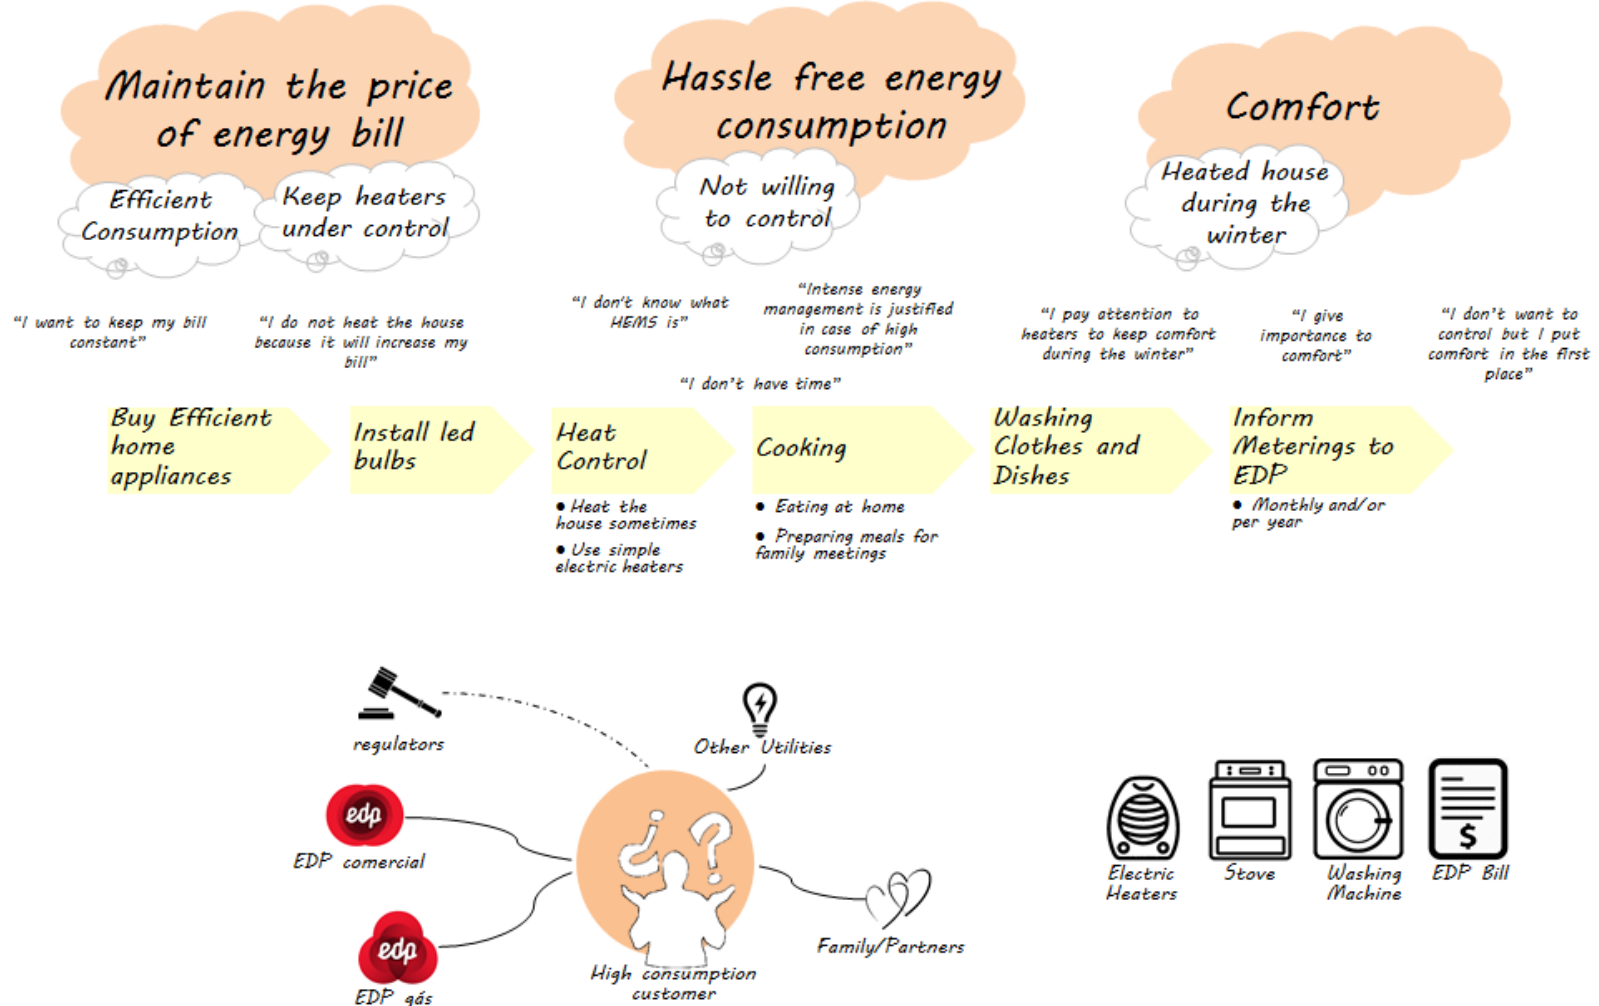 Maintain the price
of energy bill
Efficient
Consumption
Keep heaters
under control
Hassle free energy
consumption
Not willing
to control
Comfort
Heated house
during the
winter
“I want to keep my bill
constant”
“I do not heat the house
because it will increase my
bill”
“I don't know what
HEMS is”
“Intense energy
management is justified
in case of high
consumption”
“I don't have time”
“I pay attention to
heaters to keep comfort
during the winter”
“I give
importance to
comfort”
“I don't want to
control but I put
comfort in the first
place”
Buy Efficient
home
appliances
Install led
bulbs
Heat
Control
• Heat the
house sometimes
• Use simple
electric heaters
Cooking
• Eating at home
• Preparing meals for
family meetings
Washing
Clothes and
Dishes
Inform
Meterings to
EDP
• Monthly and/or
per year
regulators
Other Utilities
edp
EDP comercial
edp
EDP gás
¿ ?
High consumption
customer
Family/Partners
Electric
Heaters
Stove
Washing
Machine
$
EDP Bill